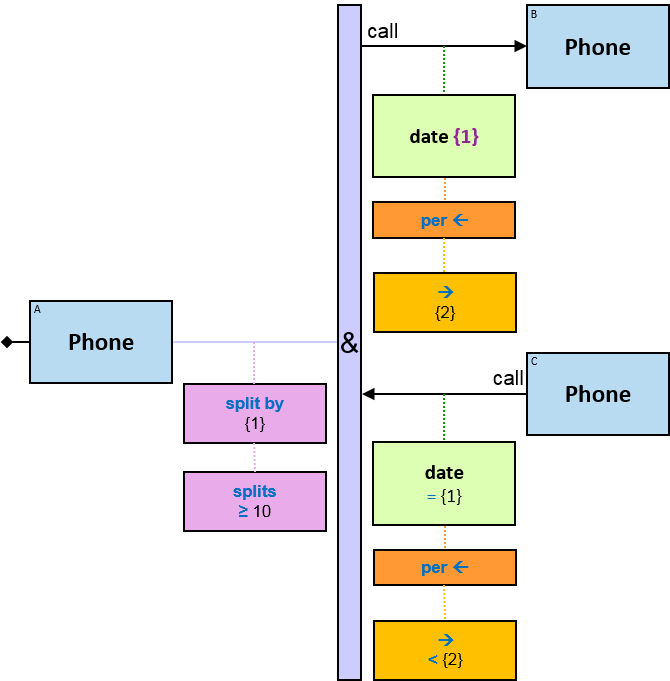 call
B
Phone
date {1}
per ←
→
{2}
A
Phone
&
split by
{1}
splits
≥ 10
call
C
Phone
date
= {1}
per ←
→
< {2}